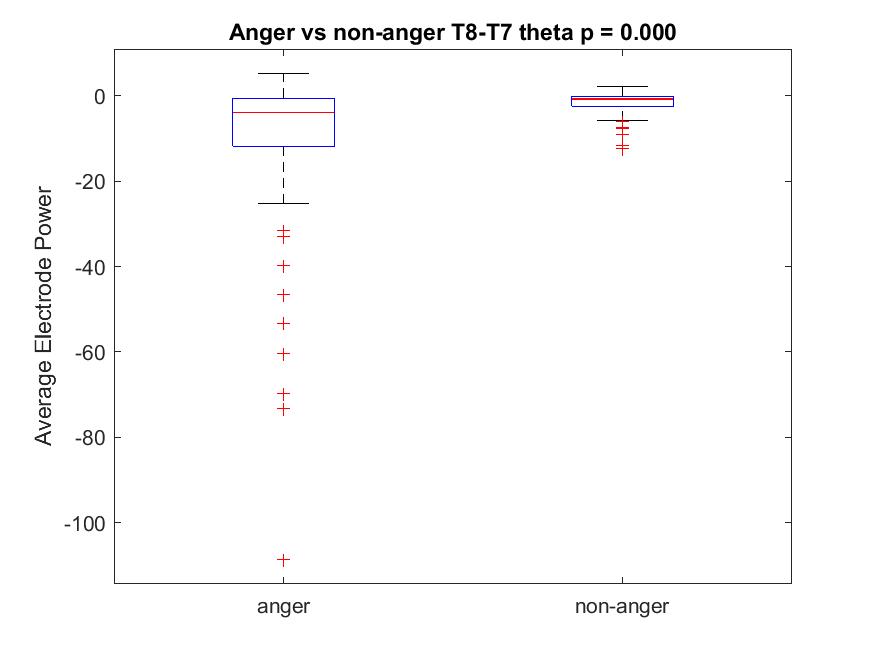 Anger vs non-anger T8-T7 theta p = 0.000
Average Electrode Power
0
-20
-40
-60
-80
-100
anger
non-anger